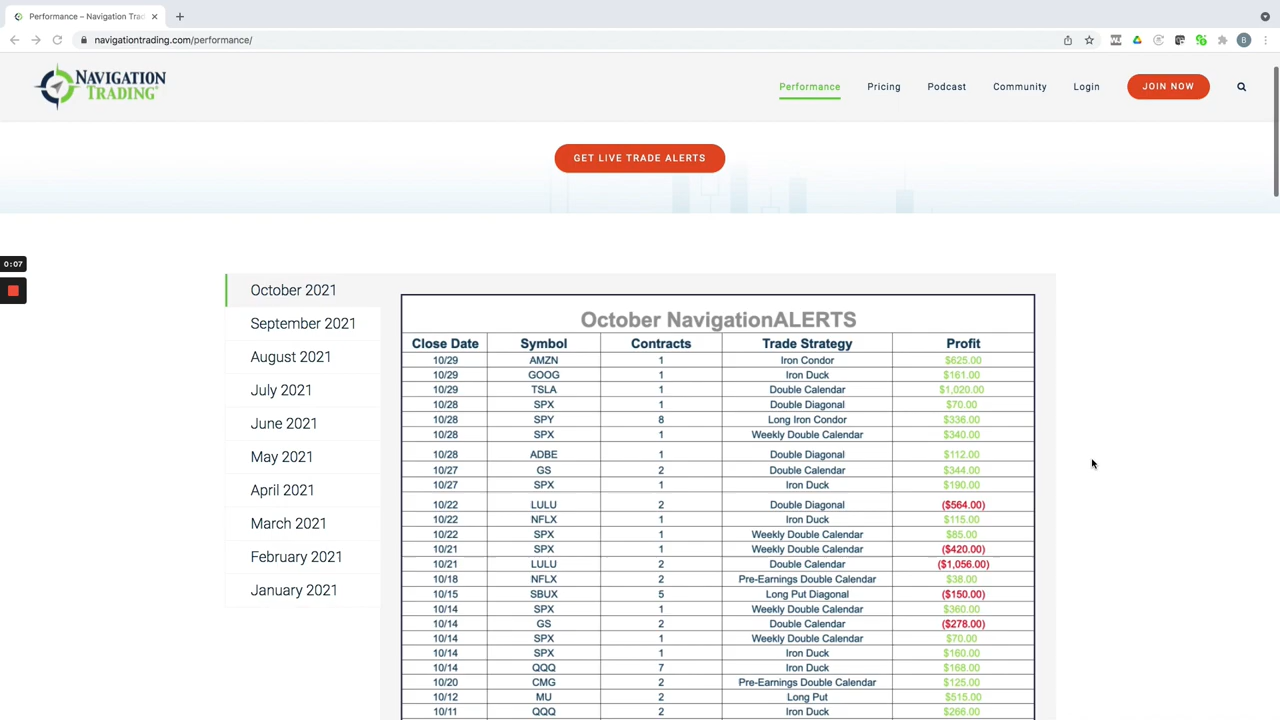 Performance – Navigation Trad
navigationtrading.com/performance/
B
NAVIGATION
TRADING
Performance
Pricing
Podcast
Community
Login
JOIN NOW
GET LIVE TRADE ALERTS
0:07
October 2021
September 2021
August 2021
July 2021
June 2021
May 2021
April 2021
March 2021
February 2021
January 2021
October NavigationALERTS
Close Date Symbol Contracts Trade Strategy Profit
10/29 AMZN 1 Iron Condor $625.00
10/29 GOOG 1 Iron Duck $161.00
10/29 TSLA 1 Double Calendar $1,020.00
10/28 SPX 1 Double Diagonal $70.00
10/28 SPY 8 Long Iron Condor $336.00
10/28 SPX 1 Weekly Double Calendar $340.00
10/28 ADBE 1 Double Diagonal $112.00
10/27 GS 2 Double Calendar $344.00
10/27 SPX 1 Iron Duck $190.00
10/22 LULU 2 Double Diagonal ($564.00)
10/22 NFLX 1 Iron Duck $115.00
10/22 SPX 1 Weekly Double Calendar $85.00
10/21 SPX 1 Weekly Double Calendar ($420.00)
10/21 LULU 2 Double Calendar ($1,056.00)
10/18 NFLX 2 Pre-Earnings Double Calendar $38.00
10/15 SBUX 5 Long Put Diagonal ($150.00)
10/14 SPX 1 Weekly Double Calendar $360.00
10/14 GS 2 Double Calendar ($278.00)
10/14 SPX 1 Weekly Double Calendar $70.00
10/14 SPX 1 Iron Duck $160.00
10/14 QQQ 7 Iron Duck $168.00
10/20 CMG 2 Pre-Earnings Double Calendar $125.00
10/12 MU 2 Long Put $515.00
10/11 QQQ 2 Iron Duck $266.00